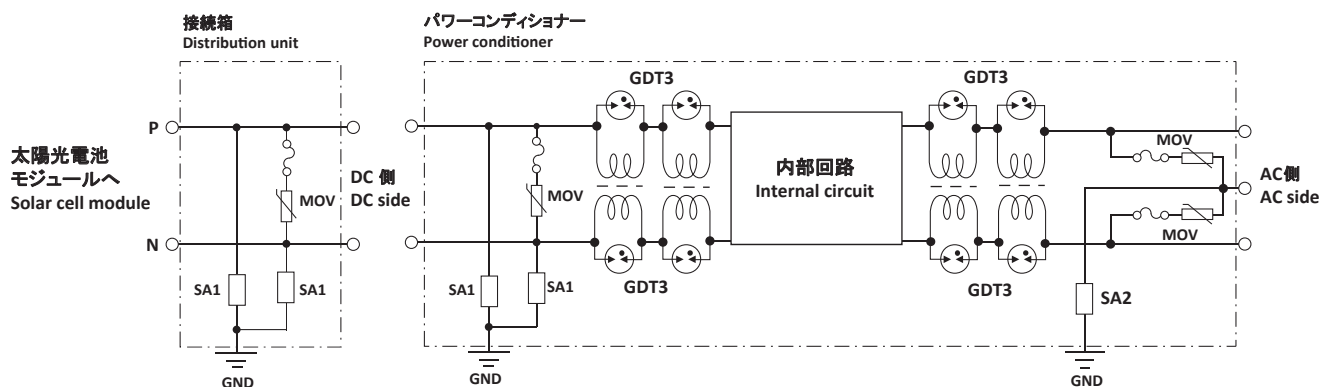 接続箱
Distribution unit
パワーコンディショナー
Power conditioner
GDT3
GDT3
P
MOV
太陽光電池
モジュールへ
Solar cell module
DC 側
DC side
MOV
MOV
内部回路
Internal circuit
AC側
AC side
MOV
N
SA1
SA1
SA1
SA1
GDT3
GDT3
SA2
GND
GND
GND